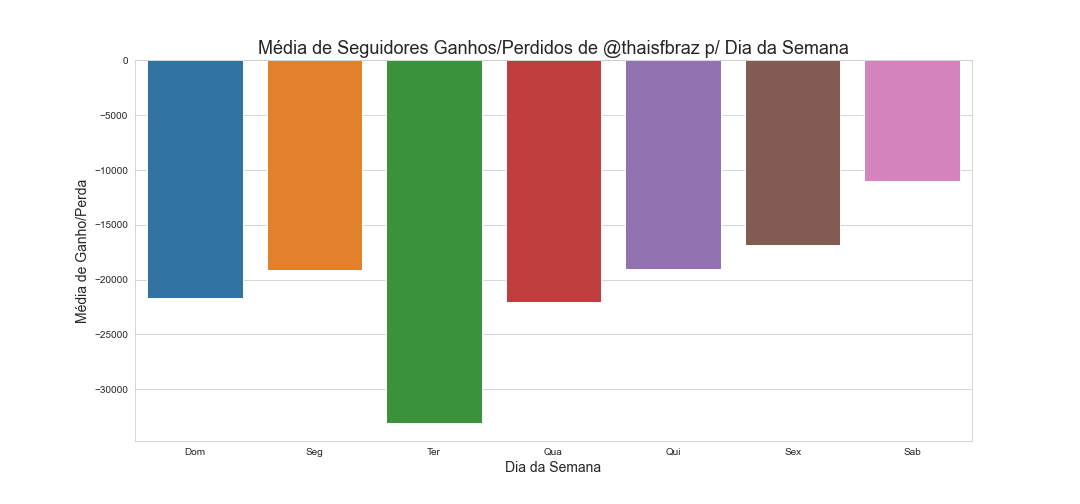 Média de Seguidores Ganhos/Perdidos de @thaisfbraz p/ Dia da Semana
Média de Ganho/Perda
0
−5000
−10000
−15000
−20000
−25000
−30000
Dom Seg Ter Qua Qui Sex Sab
Dia da Semana